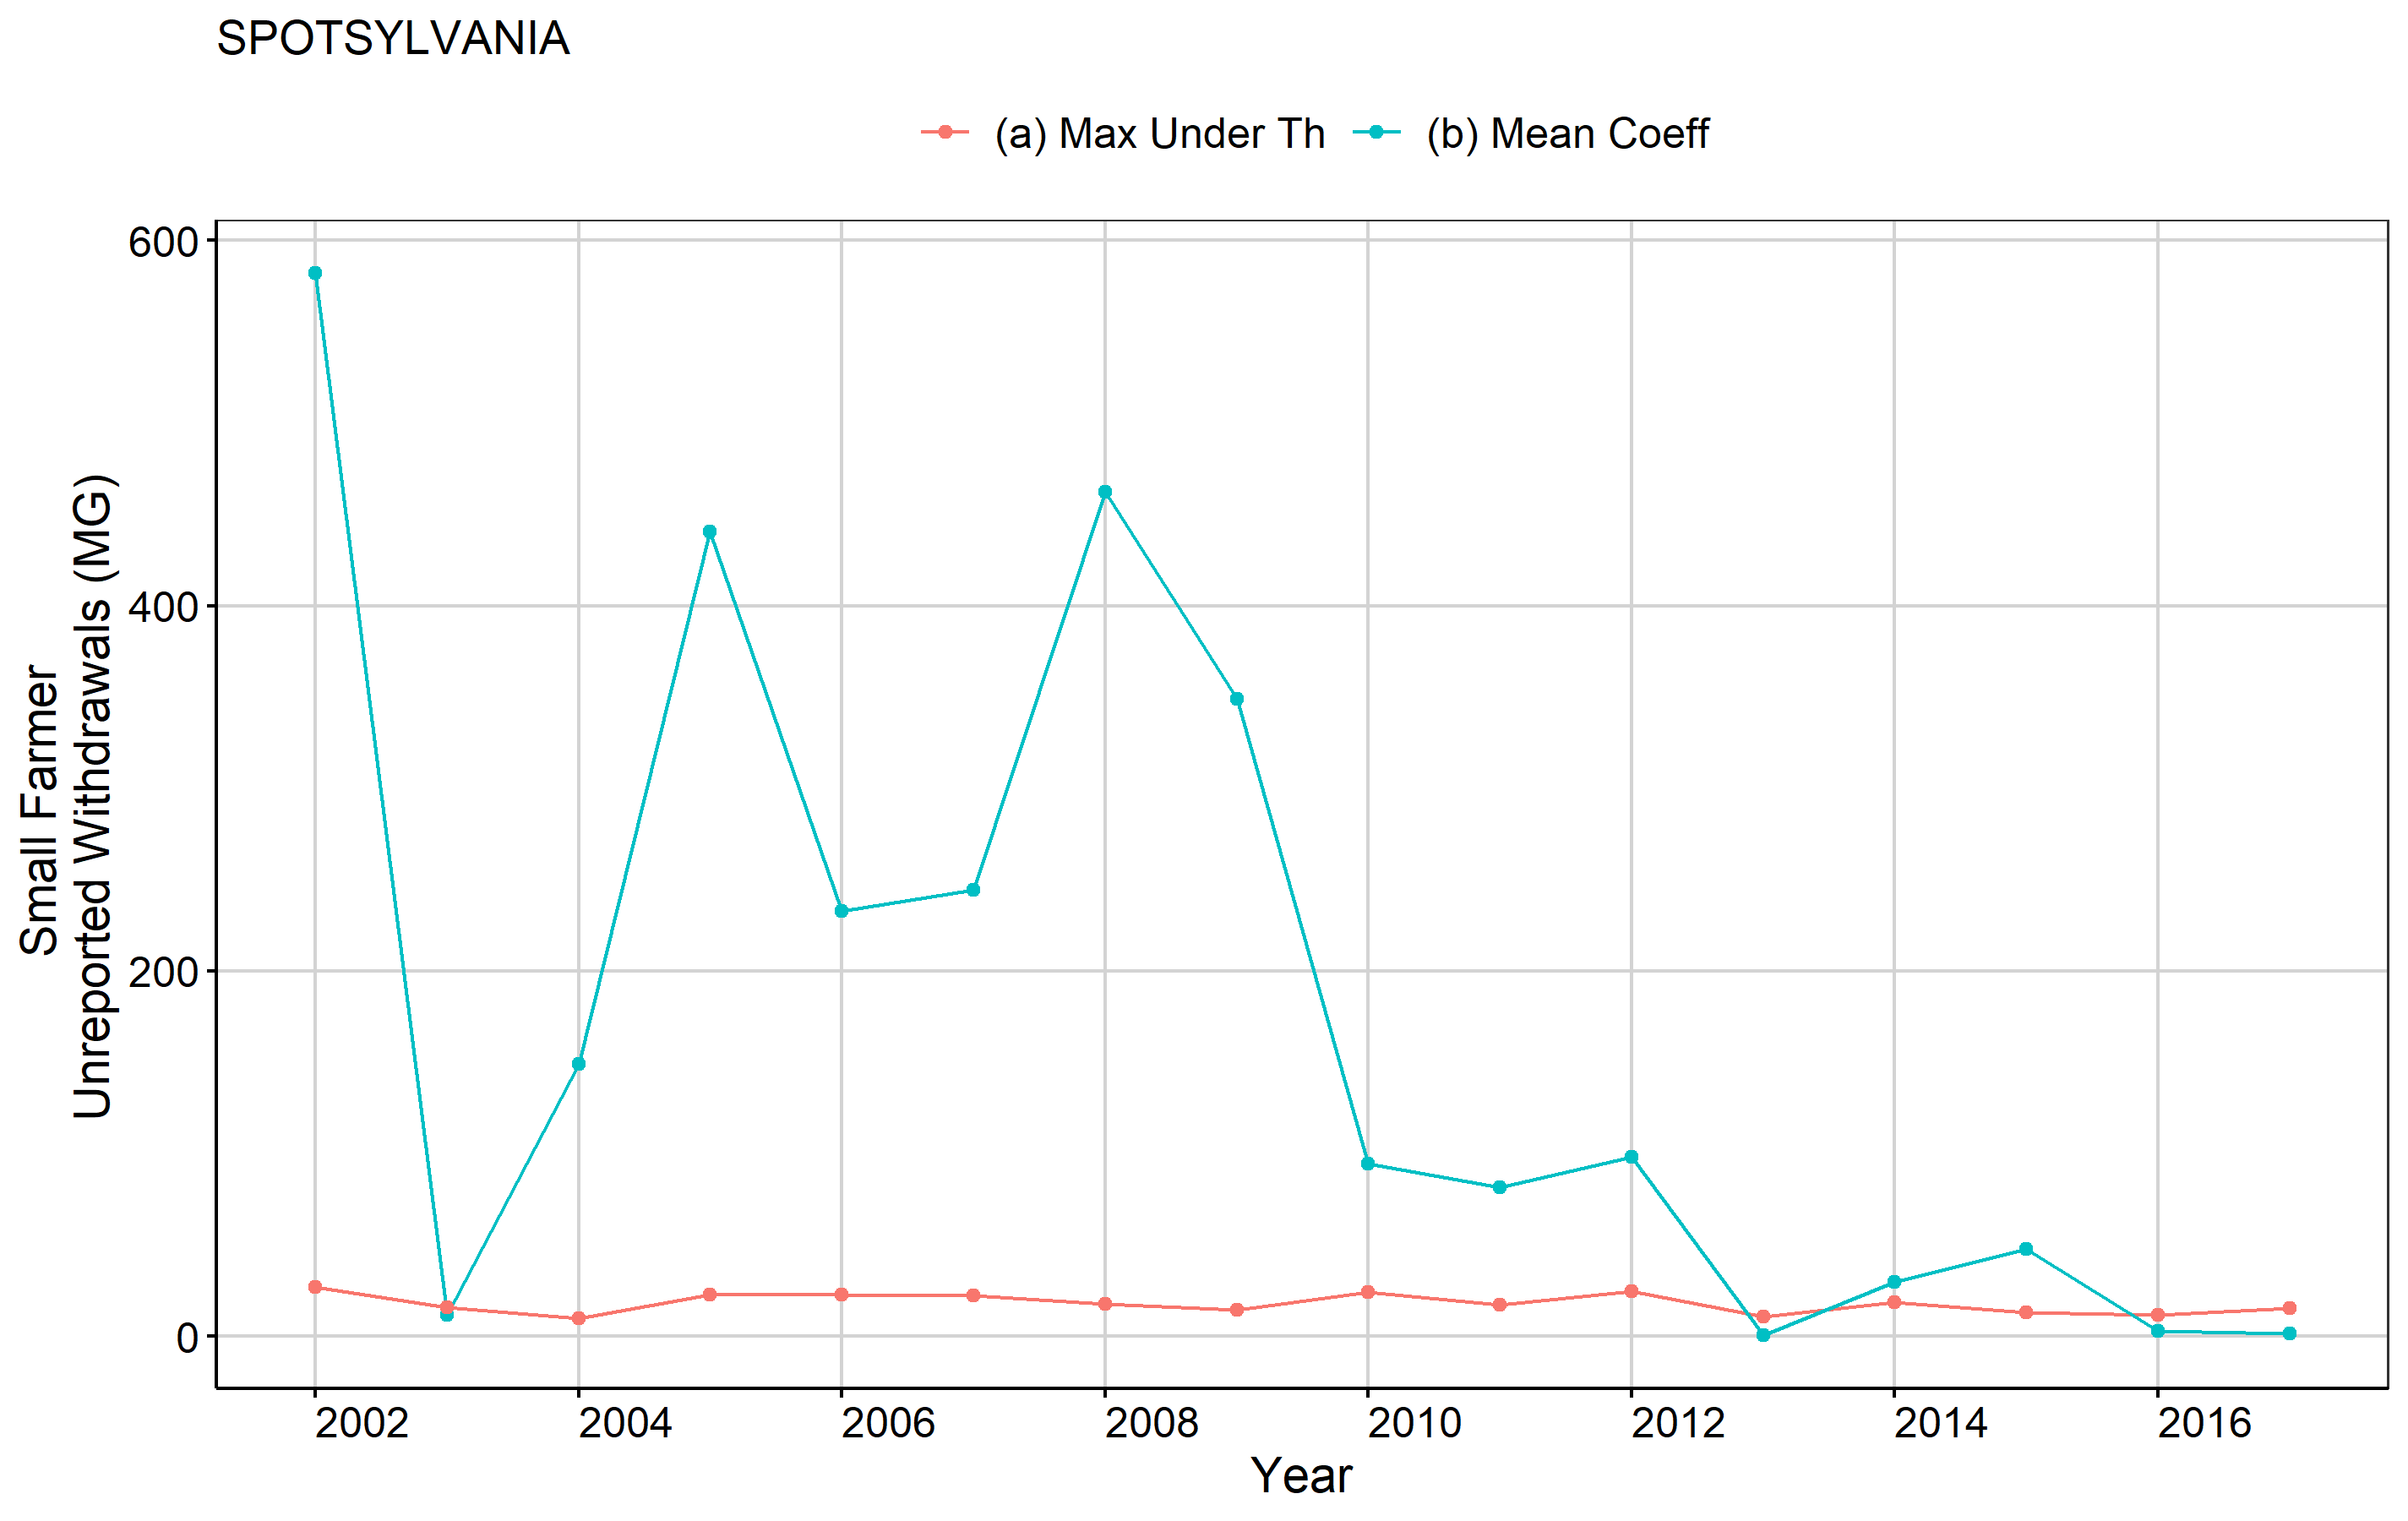 SPOTSYLVANIA
(a) Max Under Th (b) Mean Coeff
Small Farmer
Unreported Withdrawals (MG)
600
400
200
0
2002 2004 2006 2008 2010 2012 2014 2016
Year